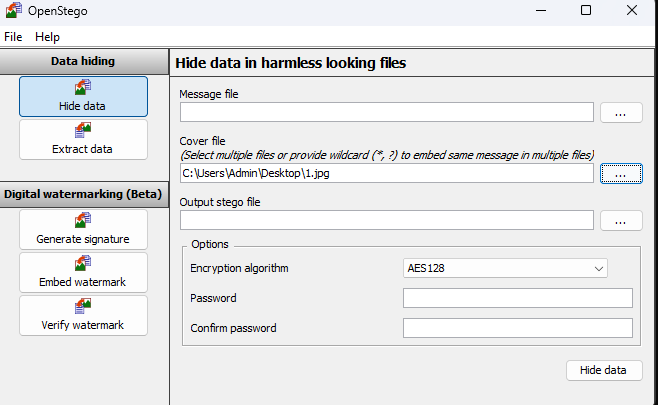 OpenStego
File Help
Data hiding
Hide data
Extract data
Digital watermarking (Beta)
Generate signature
Embed watermark
Verify watermark
Hide data in harmless looking files
Message file
...
Cover file
(Select multiple files or provide wildcard (*, ?) to embed same message in multiple files)
C:\Users\Admin\Desktop\1.jpg
...
Output stego file
...
Options
Encryption algorithm AES128
Password
Confirm password
Hide data